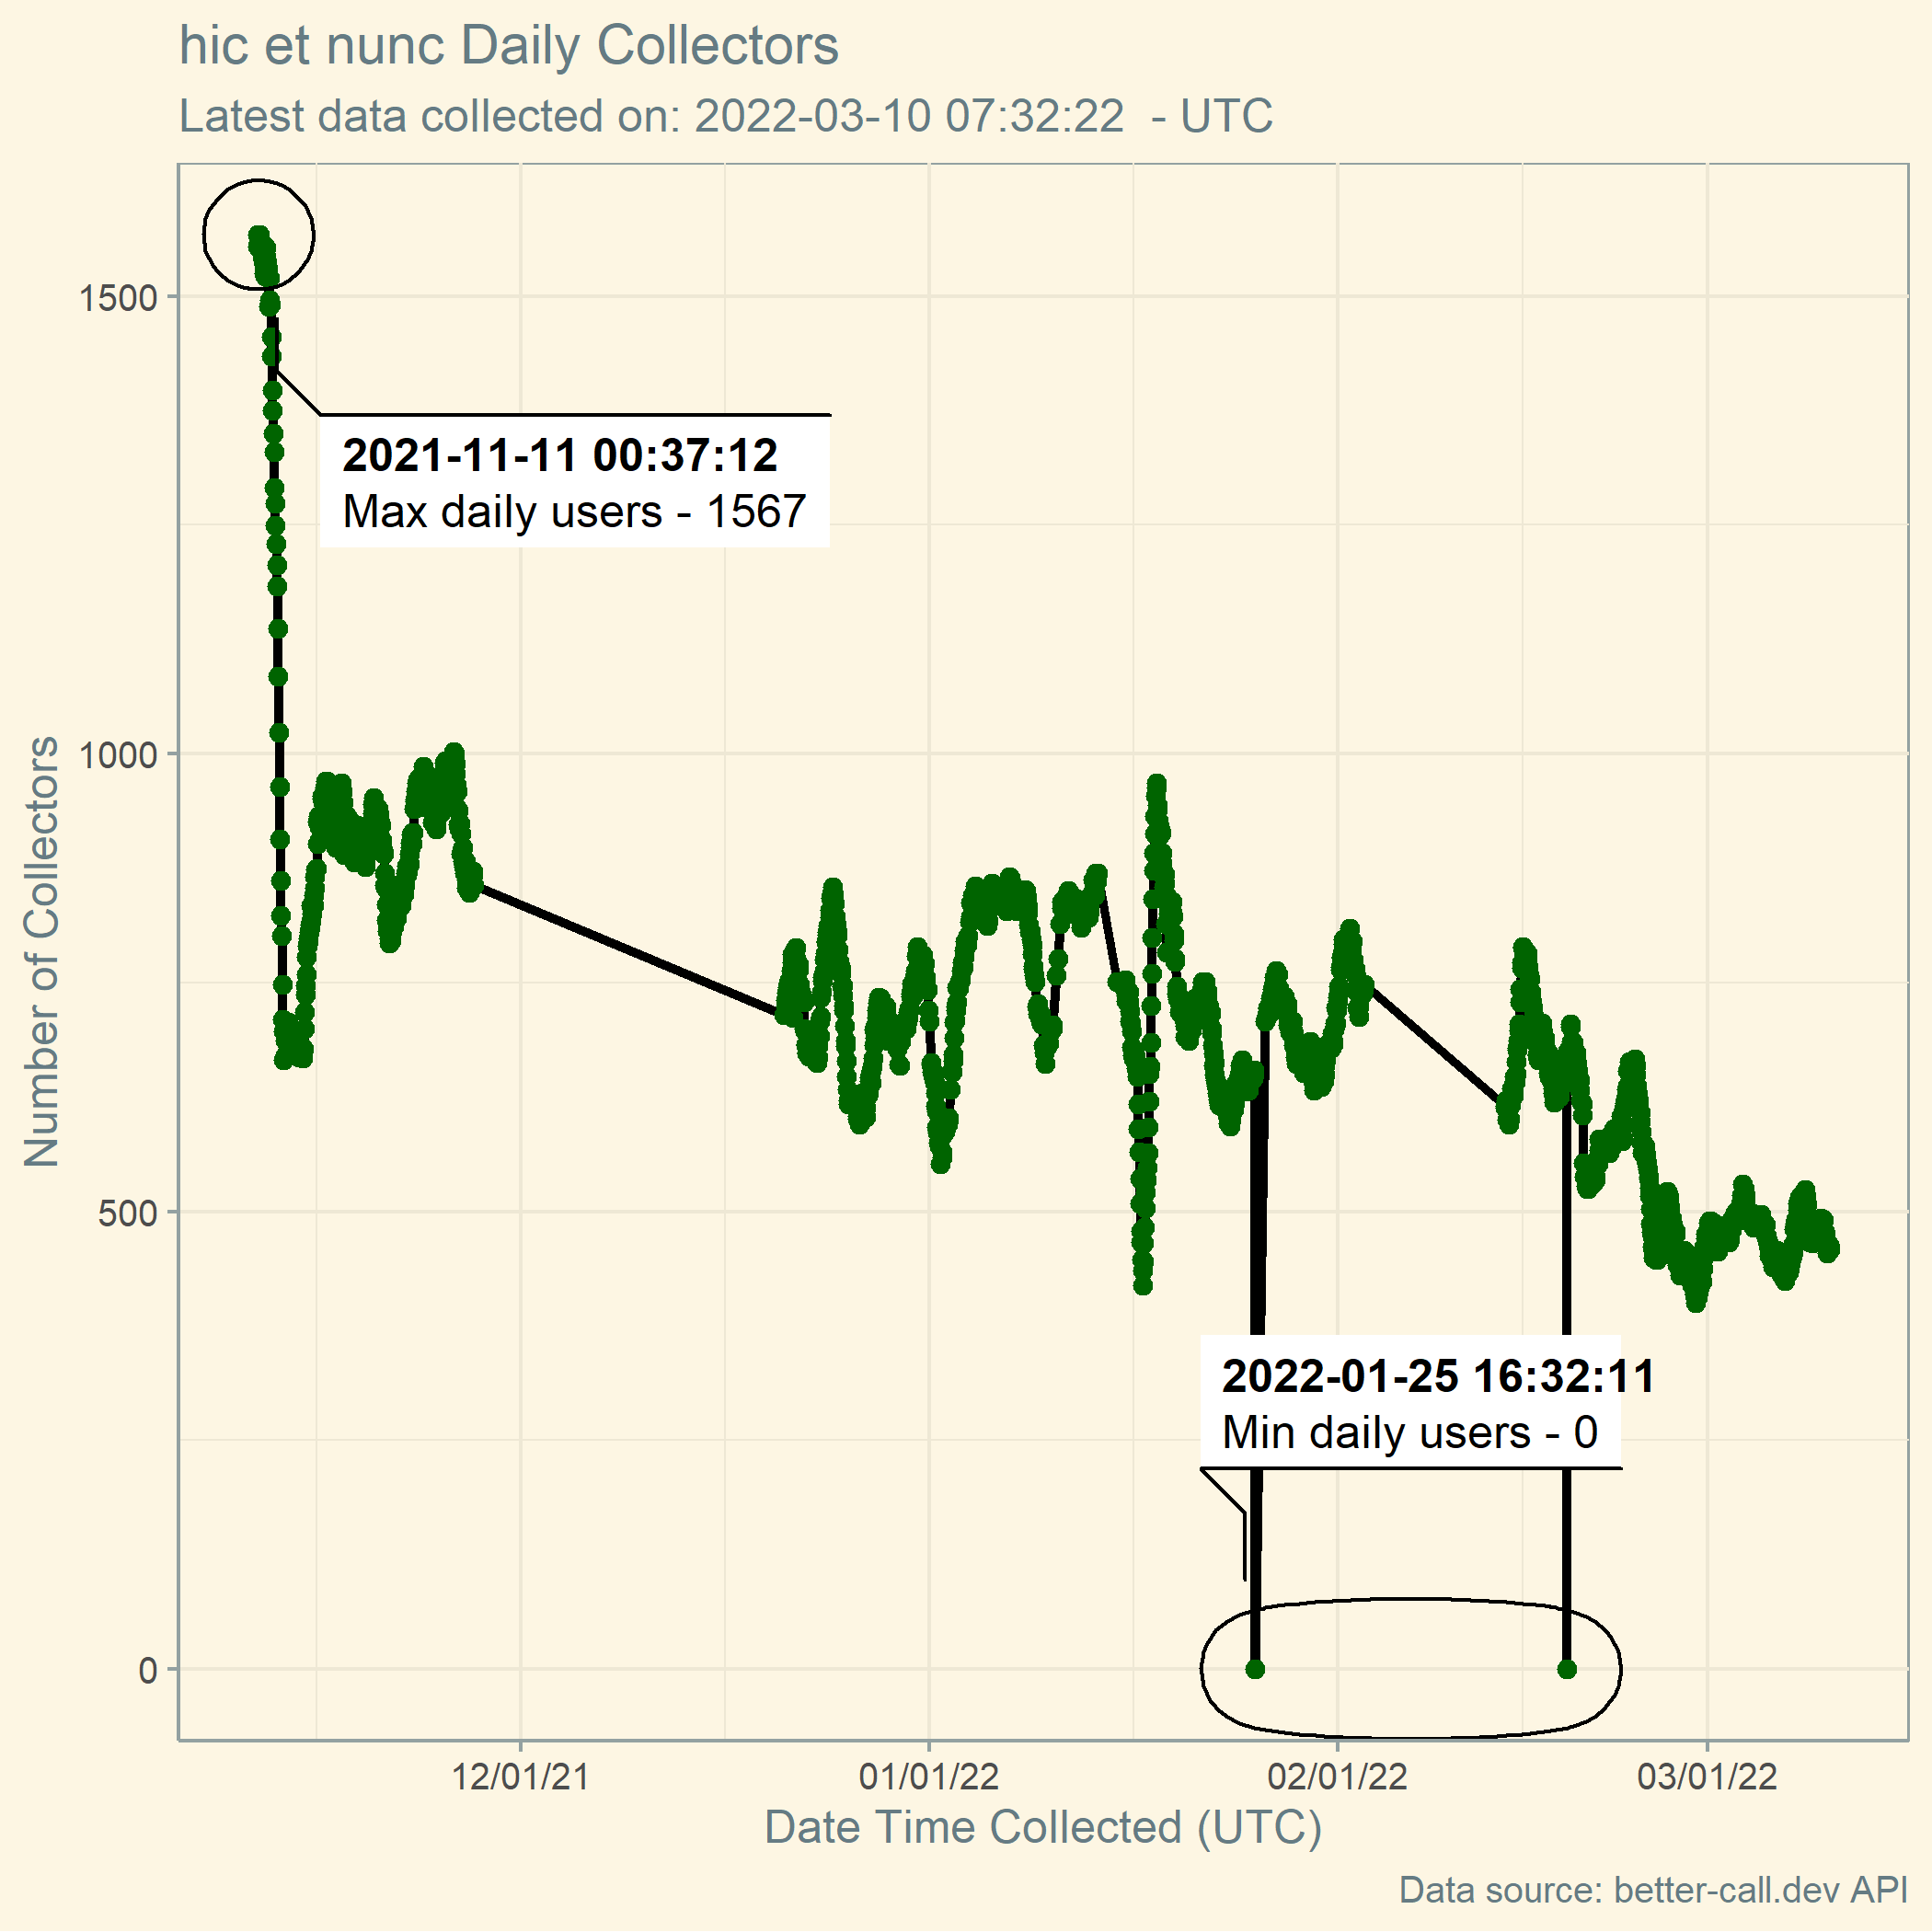 hic et nunc Daily Collectors
Latest data collected on: 2022-03-10 07:32:22  - UTC
Number of Collectors
1500
1000
500
0
2021-11-11 00:37:12
Max daily users - 1567
2022-01-25 16:32:11
Min daily users - 0
12/01/21 01/01/22 02/01/22 03/01/22
Date Time Collected (UTC)
Data source: better-call.dev API